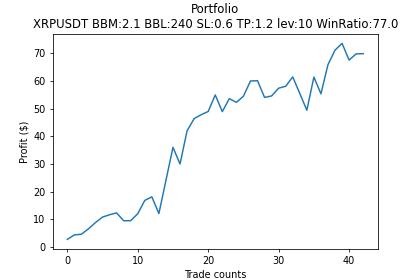 Portfolio
XRPUSDT BBM:2.1 BBL:240 SL:0.6 TP:1.2 lev:10 WinRatio:77.0
70
60
50
40
30
20
10
0
Profit ($)
0 10 20 30 40
Trade counts